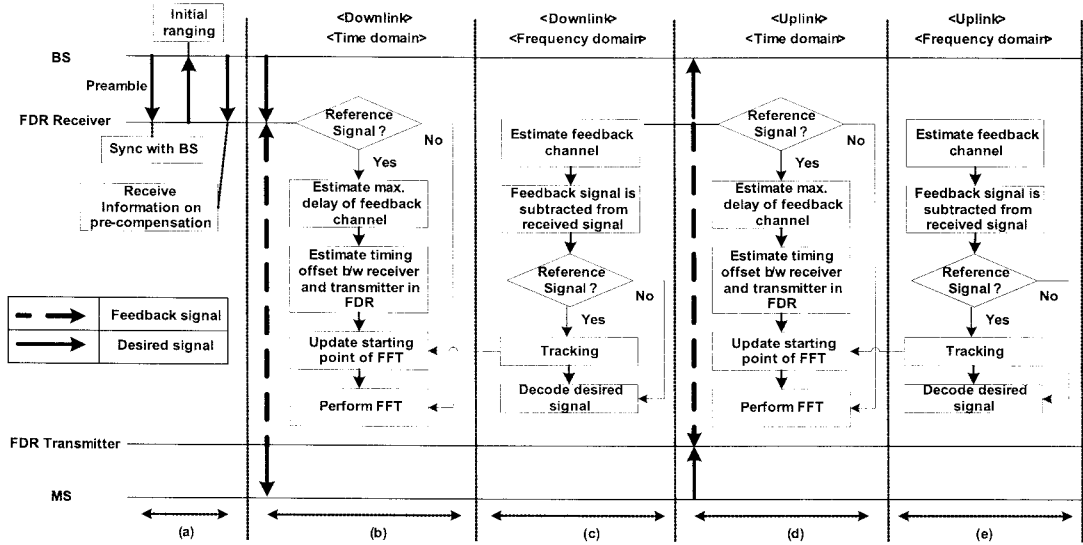 Initial
ranging
<Downlink>
<Time domain>
<Downlink>
<Frequency domain>
<Uplink>
<Time domain>
<Uplink>
<Frequency domain>
BS
Preamble
FDR Receiver
Sync with BS
Receive
Information on
pre-compensation
Feedback signal
Desired signal
Reference
Signal ?
No
Yes
Estimate max.
delay of feedback
channel
Estimate timing
offset b/w receiver
and transmitter in
FDR
Update starting
point of FFT
Perform FFT
Estimate feedback
channel
Feedback signal is
subtracted from
received signal
Reference
Signal ?
No
Yes
Tracking
Decode desired
signal
Reference
Signal ?
No
Yes
Estimate max.
delay of feedback
channel
Estimate timing
offset b/w receiver
and transmitter in
FDR
Update starting
point of FFT
Perform FFT
Estimate feedback
channel
Feedback signal is
subtracted from
received signal
Reference
Signal ?
No
Yes
Tracking
Decode desired
signal
FDR Transmitter
MS
(a)
(b)
(c)
(d)
(e)